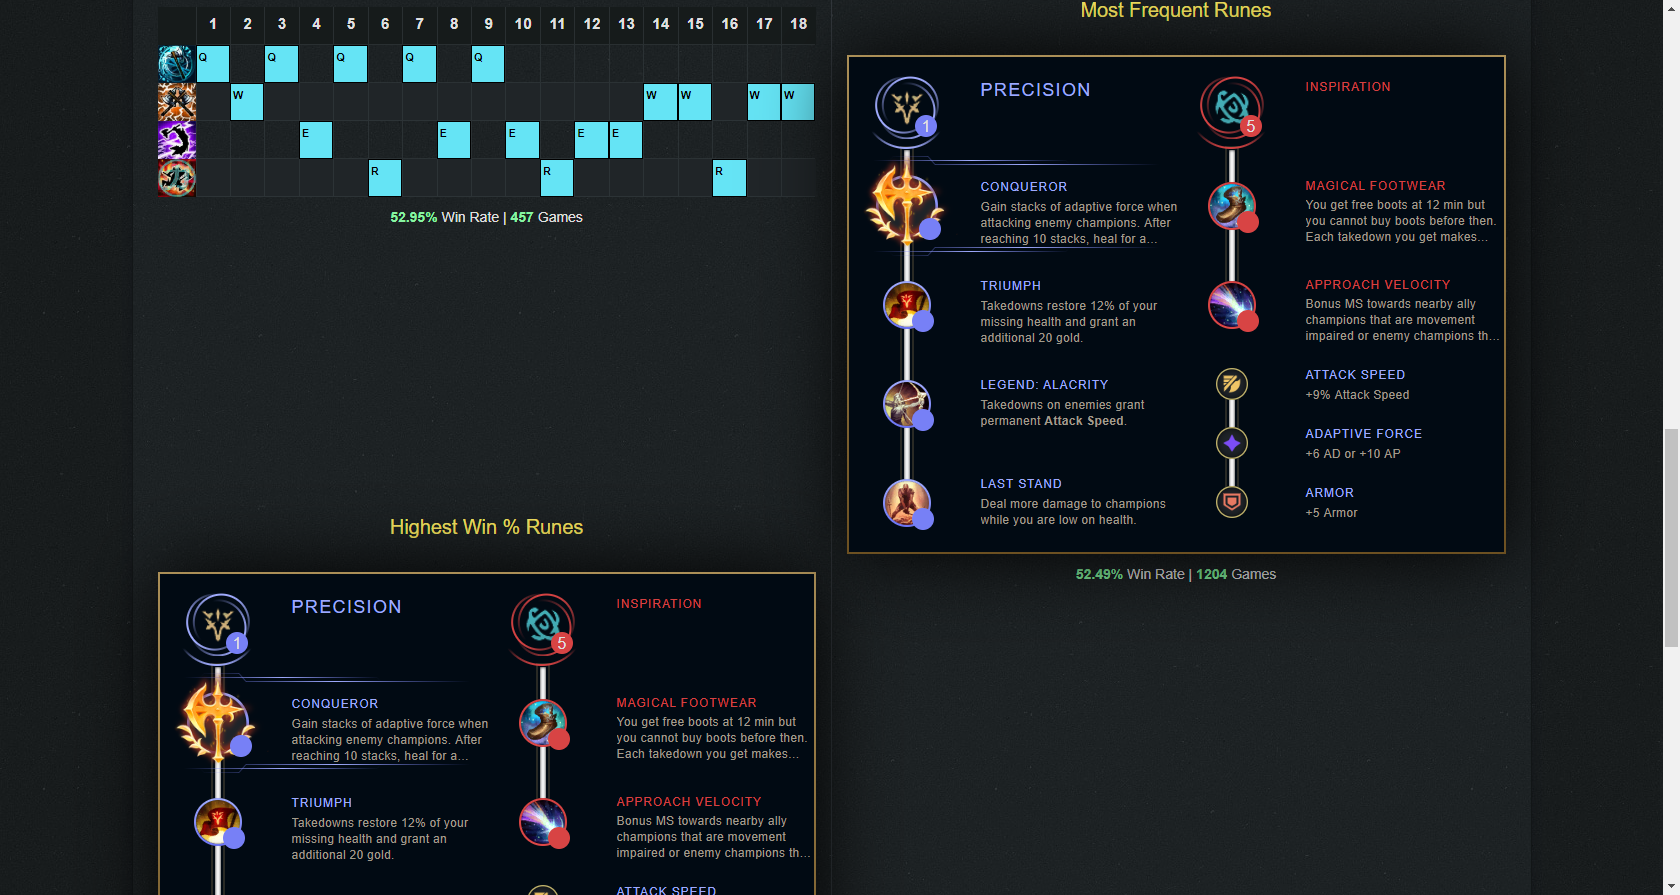 1 2 3 4 5 6 7 8 9 10 11 12 13 14 15 16 17 18
Q Q Q Q Q
W W W W W
E E E E E
R R R
52.95% Win Rate | 457 Games
Most Frequent Runes
PRECISION
1
CONQUEROR
Gain stacks of adaptive force when
attacking enemy champions. After
reaching 10 stacks, heal for a...
TRIUMPH
Takedowns restore 12% of your
missing health and grant an
additional 20 gold.
LEGEND: ALACRITY
Takedowns on enemies grant
permanent Attack Speed.
LAST STAND
Deal more damage to champions
while you are low on health.
INSPIRATION
5
MAGICAL FOOTWEAR
You get free boots at 12 min but
you cannot buy boots before then.
Each takedown you get makes...
APPROACH VELOCITY
Bonus MS towards nearby ally
champions that are movement
impaired or enemy champions th...
ATTACK SPEED
+9% Attack Speed
ADAPTIVE FORCE
+6 AD or +10 AP
ARMOR
+5 Armor
52.49% Win Rate | 1204 Games
Highest Win % Runes
PRECISION
1
CONQUEROR
Gain stacks of adaptive force when
attacking enemy champions. After
reaching 10 stacks, heal for a...
TRIUMPH
Takedowns restore 12% of your
missing health and grant an
additional 20 gold.
INSPIRATION
5
MAGICAL FOOTWEAR
You get free boots at 12 min but
you cannot buy boots before then.
Each takedown you get makes...
APPROACH VELOCITY
Bonus MS towards nearby ally
champions that are movement
impaired or enemy champions th...
ATTACK SPEED